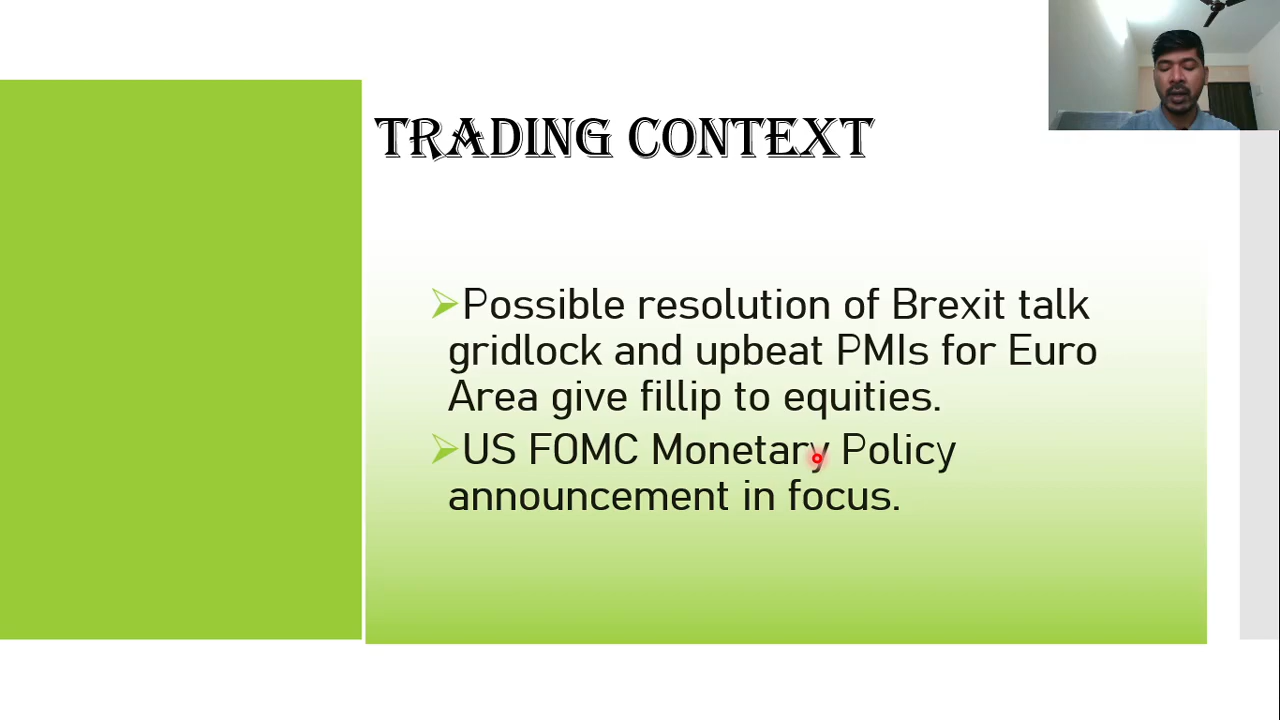 TRADING CONTEXT
➢Possible resolution of Brexit talk
gridlock and upbeat PMIs for Euro
Area give fillip to equities.
➢US FOMC Monetary Policy
announcement in focus.